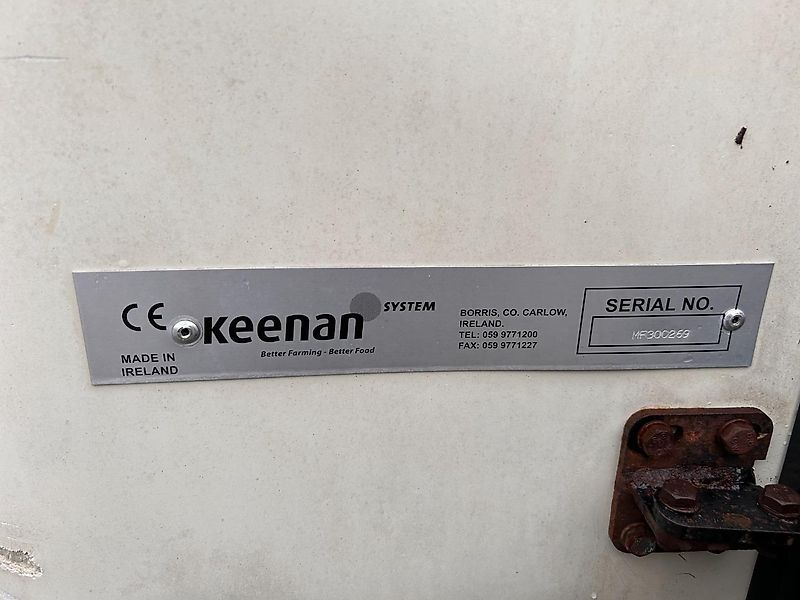 CE
MADE IN
IRELAND
Keenan SYSTEM
Better Farming - Better Food
BORRIS, CO. CARLOW,
IRELAND.
TEL: 059 9771200
FAX: 059 9771227
SERIAL NO.